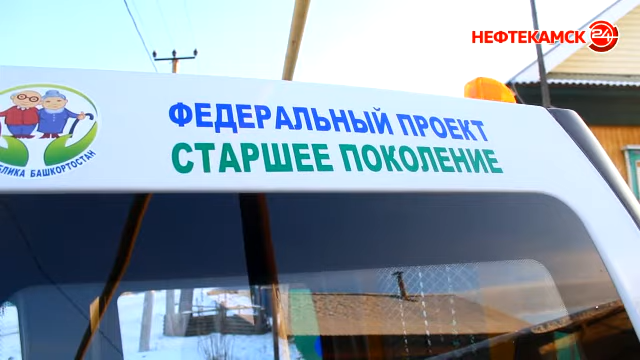 НЕФТЕКАМСК 24
ФЕДЕРАЛЬНЫЙ ПРОЕКТ
СТАРШЕЕ ПОКОЛЕНИЕ
БАШКОРТОСТАН